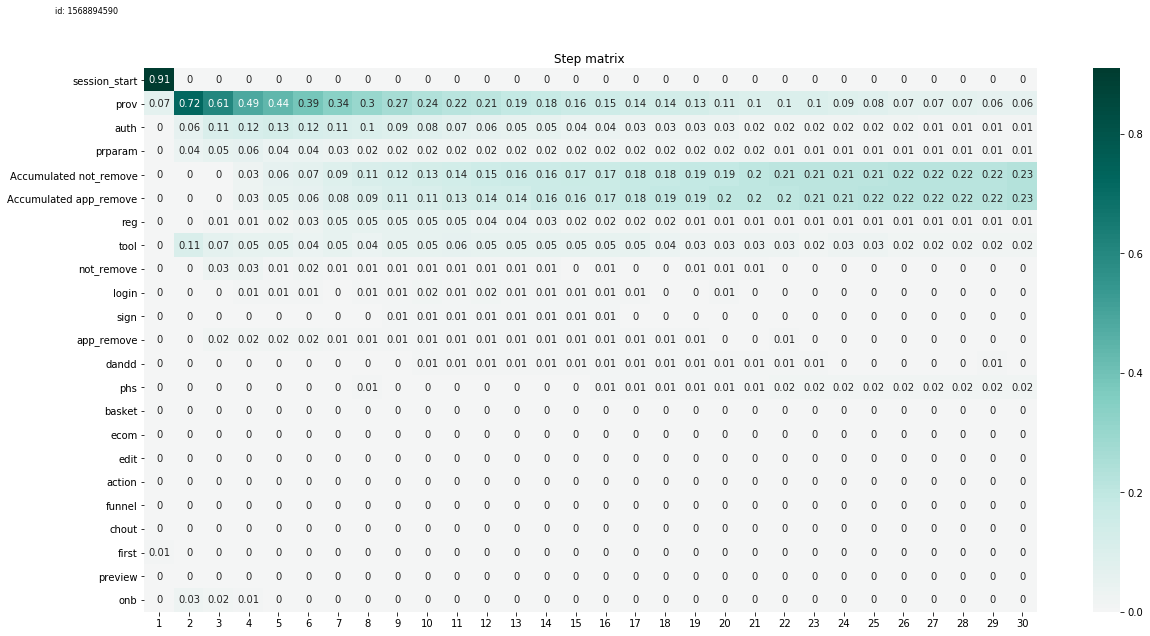 id: 1568894590
Step matrix
session_start 0.91 0 0 0 0 0 0 0 0 0 0 0 0 0 0 0 0 0 0 0 0 0 0 0 0 0 0 0 0 0
prov 0.07 0.72 0.61 0.49 0.44 0.39 0.34 0.3 0.27 0.24 0.22 0.21 0.19 0.18 0.16 0.15 0.14 0.14 0.13 0.11 0.1 0.1 0.1 0.09 0.08 0.07 0.07 0.07 0.06 0.06
auth 0 0.06 0.11 0.12 0.13 0.12 0.11 0.1 0.09 0.08 0.07 0.06 0.05 0.05 0.04 0.04 0.03 0.03 0.03 0.03 0.02 0.02 0.02 0.02 0.02 0.02 0.01 0.01 0.01 0.01
prparam 0 0.04 0.05 0.06 0.04 0.04 0.03 0.02 0.02 0.02 0.02 0.02 0.02 0.02 0.02 0.02 0.02 0.02 0.02 0.02 0.02 0.01 0.01 0.01 0.01 0.01 0.01 0.01 0.01 0.01
Accumulated not_remove 0 0 0 0.03 0.06 0.07 0.09 0.11 0.12 0.13 0.14 0.15 0.16 0.16 0.17 0.17 0.18 0.18 0.19 0.19 0.2 0.21 0.21 0.21 0.21 0.22 0.22 0.22 0.22 0.23
Accumulated app_remove 0 0 0 0.03 0.05 0.06 0.08 0.09 0.11 0.11 0.13 0.14 0.14 0.16 0.16 0.17 0.18 0.19 0.19 0.2 0.2 0.2 0.21 0.21 0.22 0.22 0.22 0.22 0.22 0.23
reg 0 0 0.01 0.01 0.02 0.03 0.05 0.05 0.05 0.05 0.05 0.04 0.04 0.03 0.02 0.02 0.02 0.02 0.01 0.01 0.01 0.01 0.01 0.01 0.01 0.01 0.01 0.01 0.01 0.01
tool 0 0.11 0.07 0.05 0.05 0.04 0.05 0.04 0.05 0.05 0.06 0.05 0.05 0.05 0.05 0.05 0.05 0.04 0.03 0.03 0.03 0.03 0.02 0.03 0.03 0.02 0.02 0.02 0.02 0.02
not_remove 0 0 0.03 0.03 0.01 0.02 0.01 0.01 0.01 0.01 0.01 0.01 0.01 0.01 0 0.01 0 0 0.01 0.01 0.01 0 0 0 0 0 0 0 0 0
login 0 0 0 0.01 0.01 0.01 0 0.01 0.01 0.02 0.01 0.02 0.01 0.01 0.01 0.01 0.01 0 0 0.01 0 0 0 0 0 0 0 0 0 0
sign 0 0 0 0 0 0 0 0 0.01 0.01 0.01 0.01 0.01 0.01 0.01 0.01 0 0 0 0 0 0 0 0 0 0 0 0 0 0
app_remove 0 0 0.02 0.02 0.02 0.02 0.01 0.01 0.01 0.01 0.01 0.01 0.01 0.01 0.01 0.01 0.01 0.01 0.01 0 0 0.01 0 0 0 0 0 0 0 0
dandd 0 0 0 0 0 0 0 0 0 0.01 0.01 0.01 0.01 0.01 0.01 0.01 0.01 0.01 0.01 0.01 0.01 0.01 0.01 0 0 0 0 0 0.01 0
phs 0 0 0 0 0 0 0 0.01 0 0 0 0 0 0 0 0.01 0.01 0.01 0.01 0.01 0.01 0.02 0.02 0.02 0.02 0.02 0.02 0.02 0.02 0.02
basket 0 0 0 0 0 0 0 0 0 0 0 0 0 0 0 0 0 0 0 0 0 0 0 0 0 0 0 0 0 0
ecom 0 0 0 0 0 0 0 0 0 0 0 0 0 0 0 0 0 0 0 0 0 0 0 0 0 0 0 0 0 0
edit 0 0 0 0 0 0 0 0 0 0 0 0 0 0 0 0 0 0 0 0 0 0 0 0 0 0 0 0 0 0
action 0 0 0 0 0 0 0 0 0 0 0 0 0 0 0 0 0 0 0 0 0 0 0 0 0 0 0 0 0 0
funnel 0 0 0 0 0 0 0 0 0 0 0 0 0 0 0 0 0 0 0 0 0 0 0 0 0 0 0 0 0 0
chout 0 0 0 0 0 0 0 0 0 0 0 0 0 0 0 0 0 0 0 0 0 0 0 0 0 0 0 0 0 0
first 0.01 0 0 0 0 0 0 0 0 0 0 0 0 0 0 0 0 0 0 0 0 0 0 0 0 0 0 0 0 0
preview 0 0 0 0 0 0 0 0 0 0 0 0 0 0 0 0 0 0 0 0 0 0 0 0 0 0 0 0 0 0
onb 0 0.03 0.02 0.01 0 0 0 0 0 0 0 0 0 0 0 0 0 0 0 0 0 0 0 0 0 0 0 0 0 0
1 2 3 4 5 6 7 8 9 10 11 12 13 14 15 16 17 18 19 20 21 22 23 24 25 26 27 28 29 30
0.8
0.6
0.4
0.2
0.0